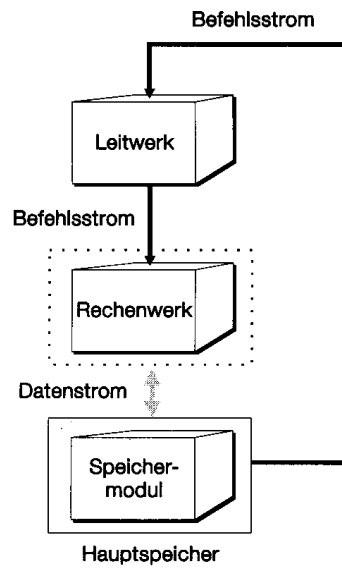 Befehlsstrom
Leitwerk
Befehlsstrom
Rechenwerk
Datenstrom
Speicher-
modul
Hauptspeicher